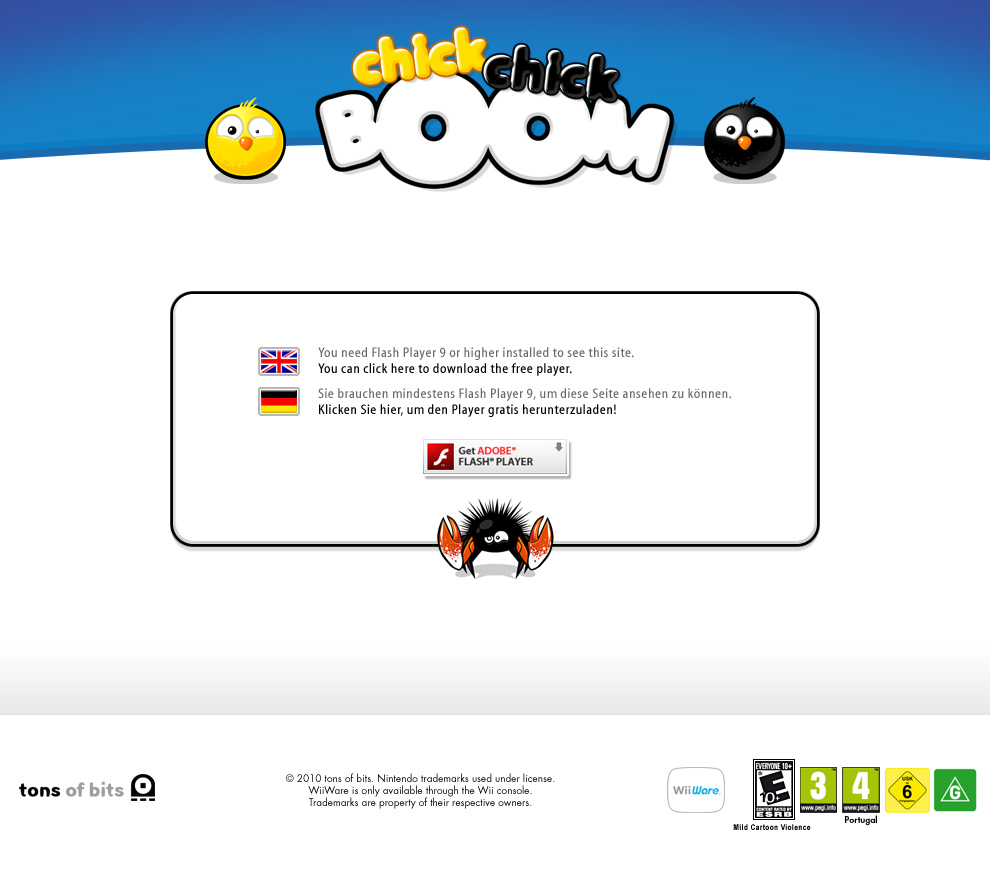 chick chick
BOOM
You need Flash Player 9 or higher installed to see this site.
You can click here to download the free player.
Sie brauchen mindestens Flash Player 9, um diese Seite ansehen zu können.
Klicken Sie hier, um den Player gratis herunterzuladen!
Get ADOBE®
FLASH® PLAYER
tons of bits
© 2010 tons of bits. Nintendo trademarks used under license.
WiiWare is only available through the Wii console.
Trademarks are property of their respective owners.
WiiWare
EVERYONE 10+
E
10+
CONTENT RATED BY
ESRB
Mild Cartoon Violence
3
www.pegi.info
4
www.pegi.info
Portugal
USK
6
G